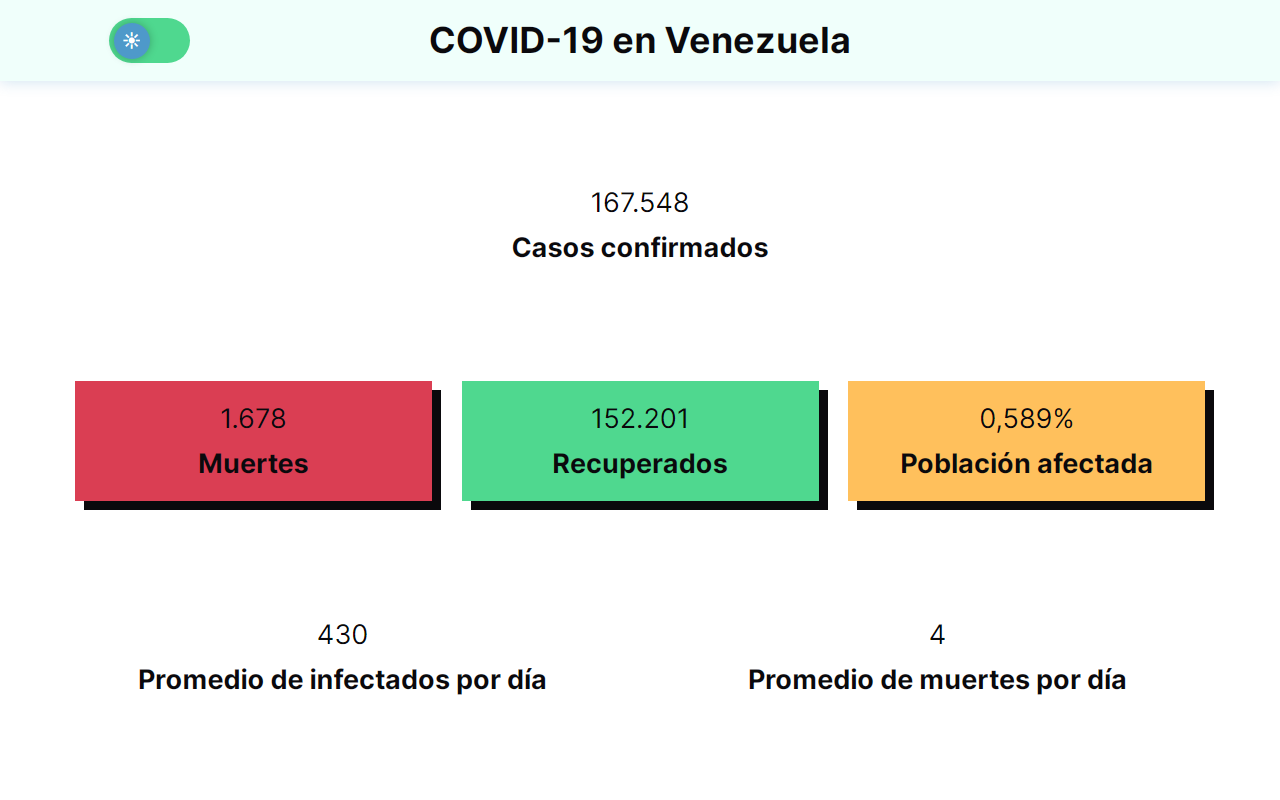 COVID-19 en Venezuela
167.548
Casos confirmados
1.678
Muertes
152.201
Recuperados
0,589%
Población afectada
430
Promedio de infectados por día
4
Promedio de muertes por día